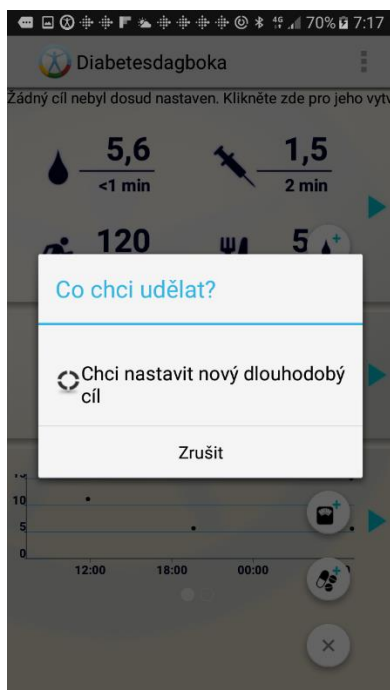 4G 70% 7:17
Diabetesdagboka
Žádný cíl nebyl dosud nastaven. Klikněte zde pro jeho vytv
5,6 1,5
<1 min 2 min
120 5
Co chci udělat?
Chci nastavit nový dlouhodobý
cíl
Zrušit
10
5
0
12:00 18:00 00:00